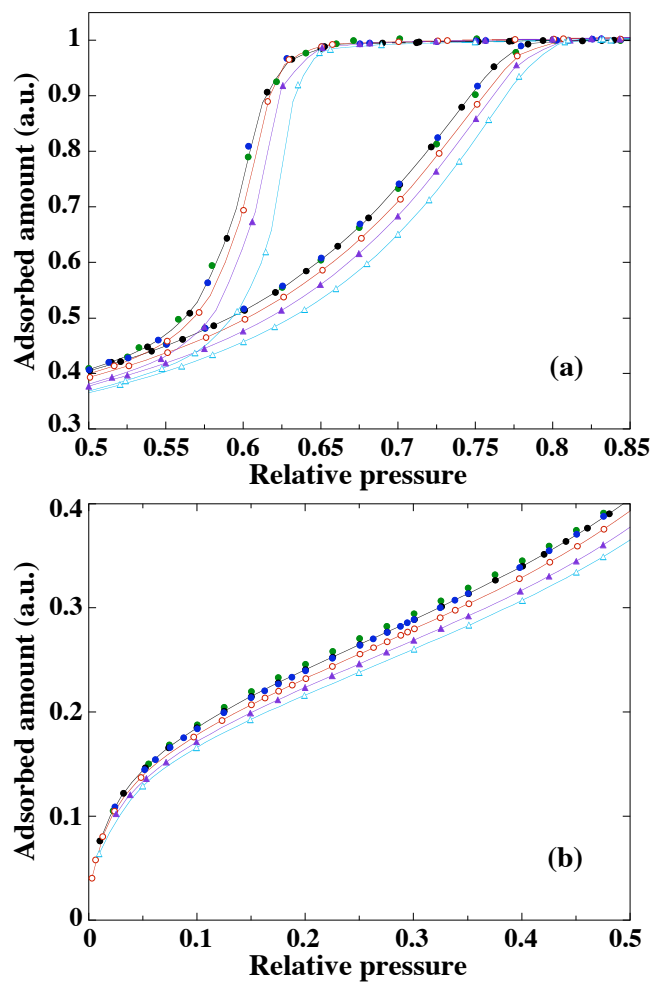 1
0.9
0.8
0.7
0.6
0.5
0.4
0.3
Adsorbed amount (a.u.)
(a)
0.5 0.55 0.6 0.65 0.7 0.75 0.8 0.85
Relative pressure
0.4
0.3
0.2
0.1
0
Adsorbed amount (a.u.)
(b)
0 0.1 0.2 0.3 0.4 0.5
Relative pressure